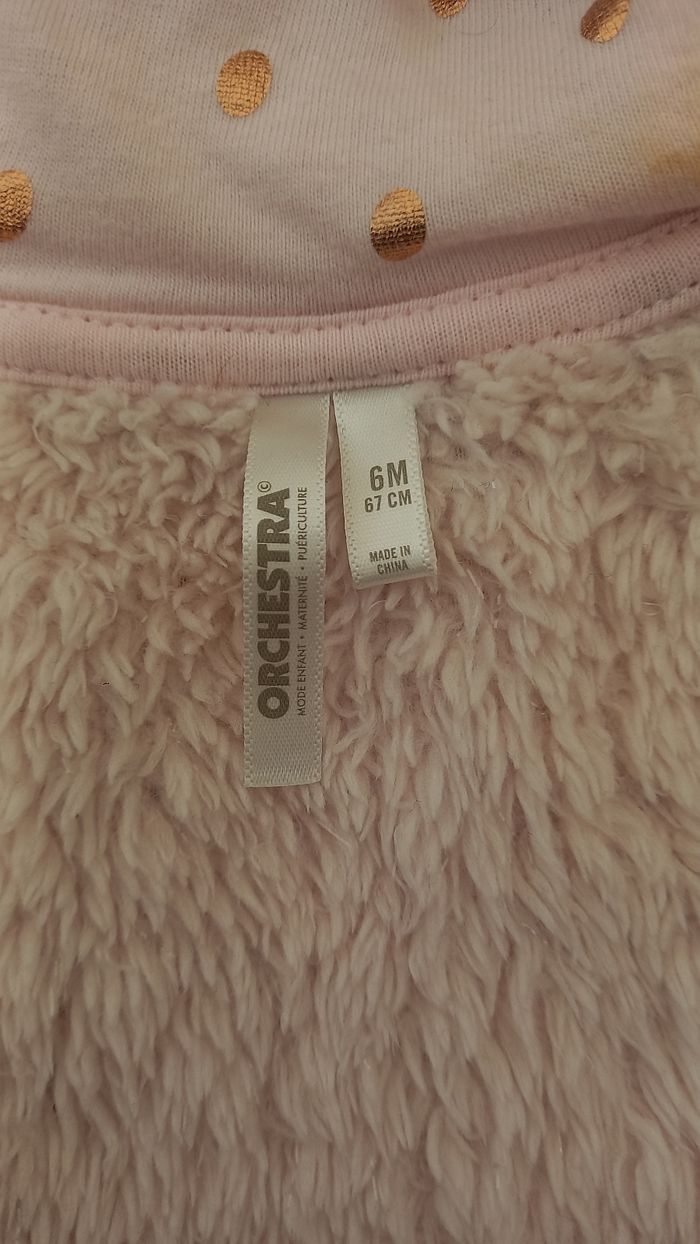 ORCHESTRA©
MODE ENFANT • MATERNITÉ • PUÉRICULTURE
6M
67 CM
MADE IN
CHINA